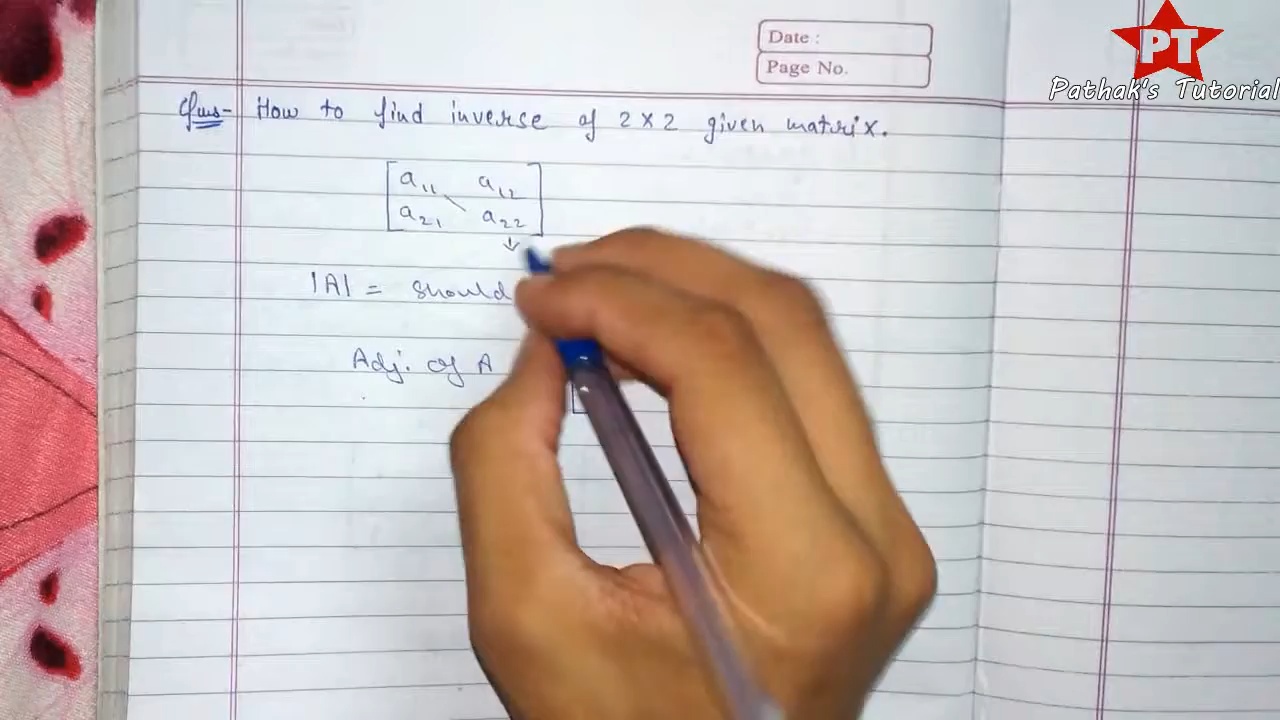 Date :
Page No.
PT
Pathak's Tutorial
Ques- How to find inverse of 2 X 2 given matrix.
a11 a12
a21 a22
|A| = should
Adj. of A